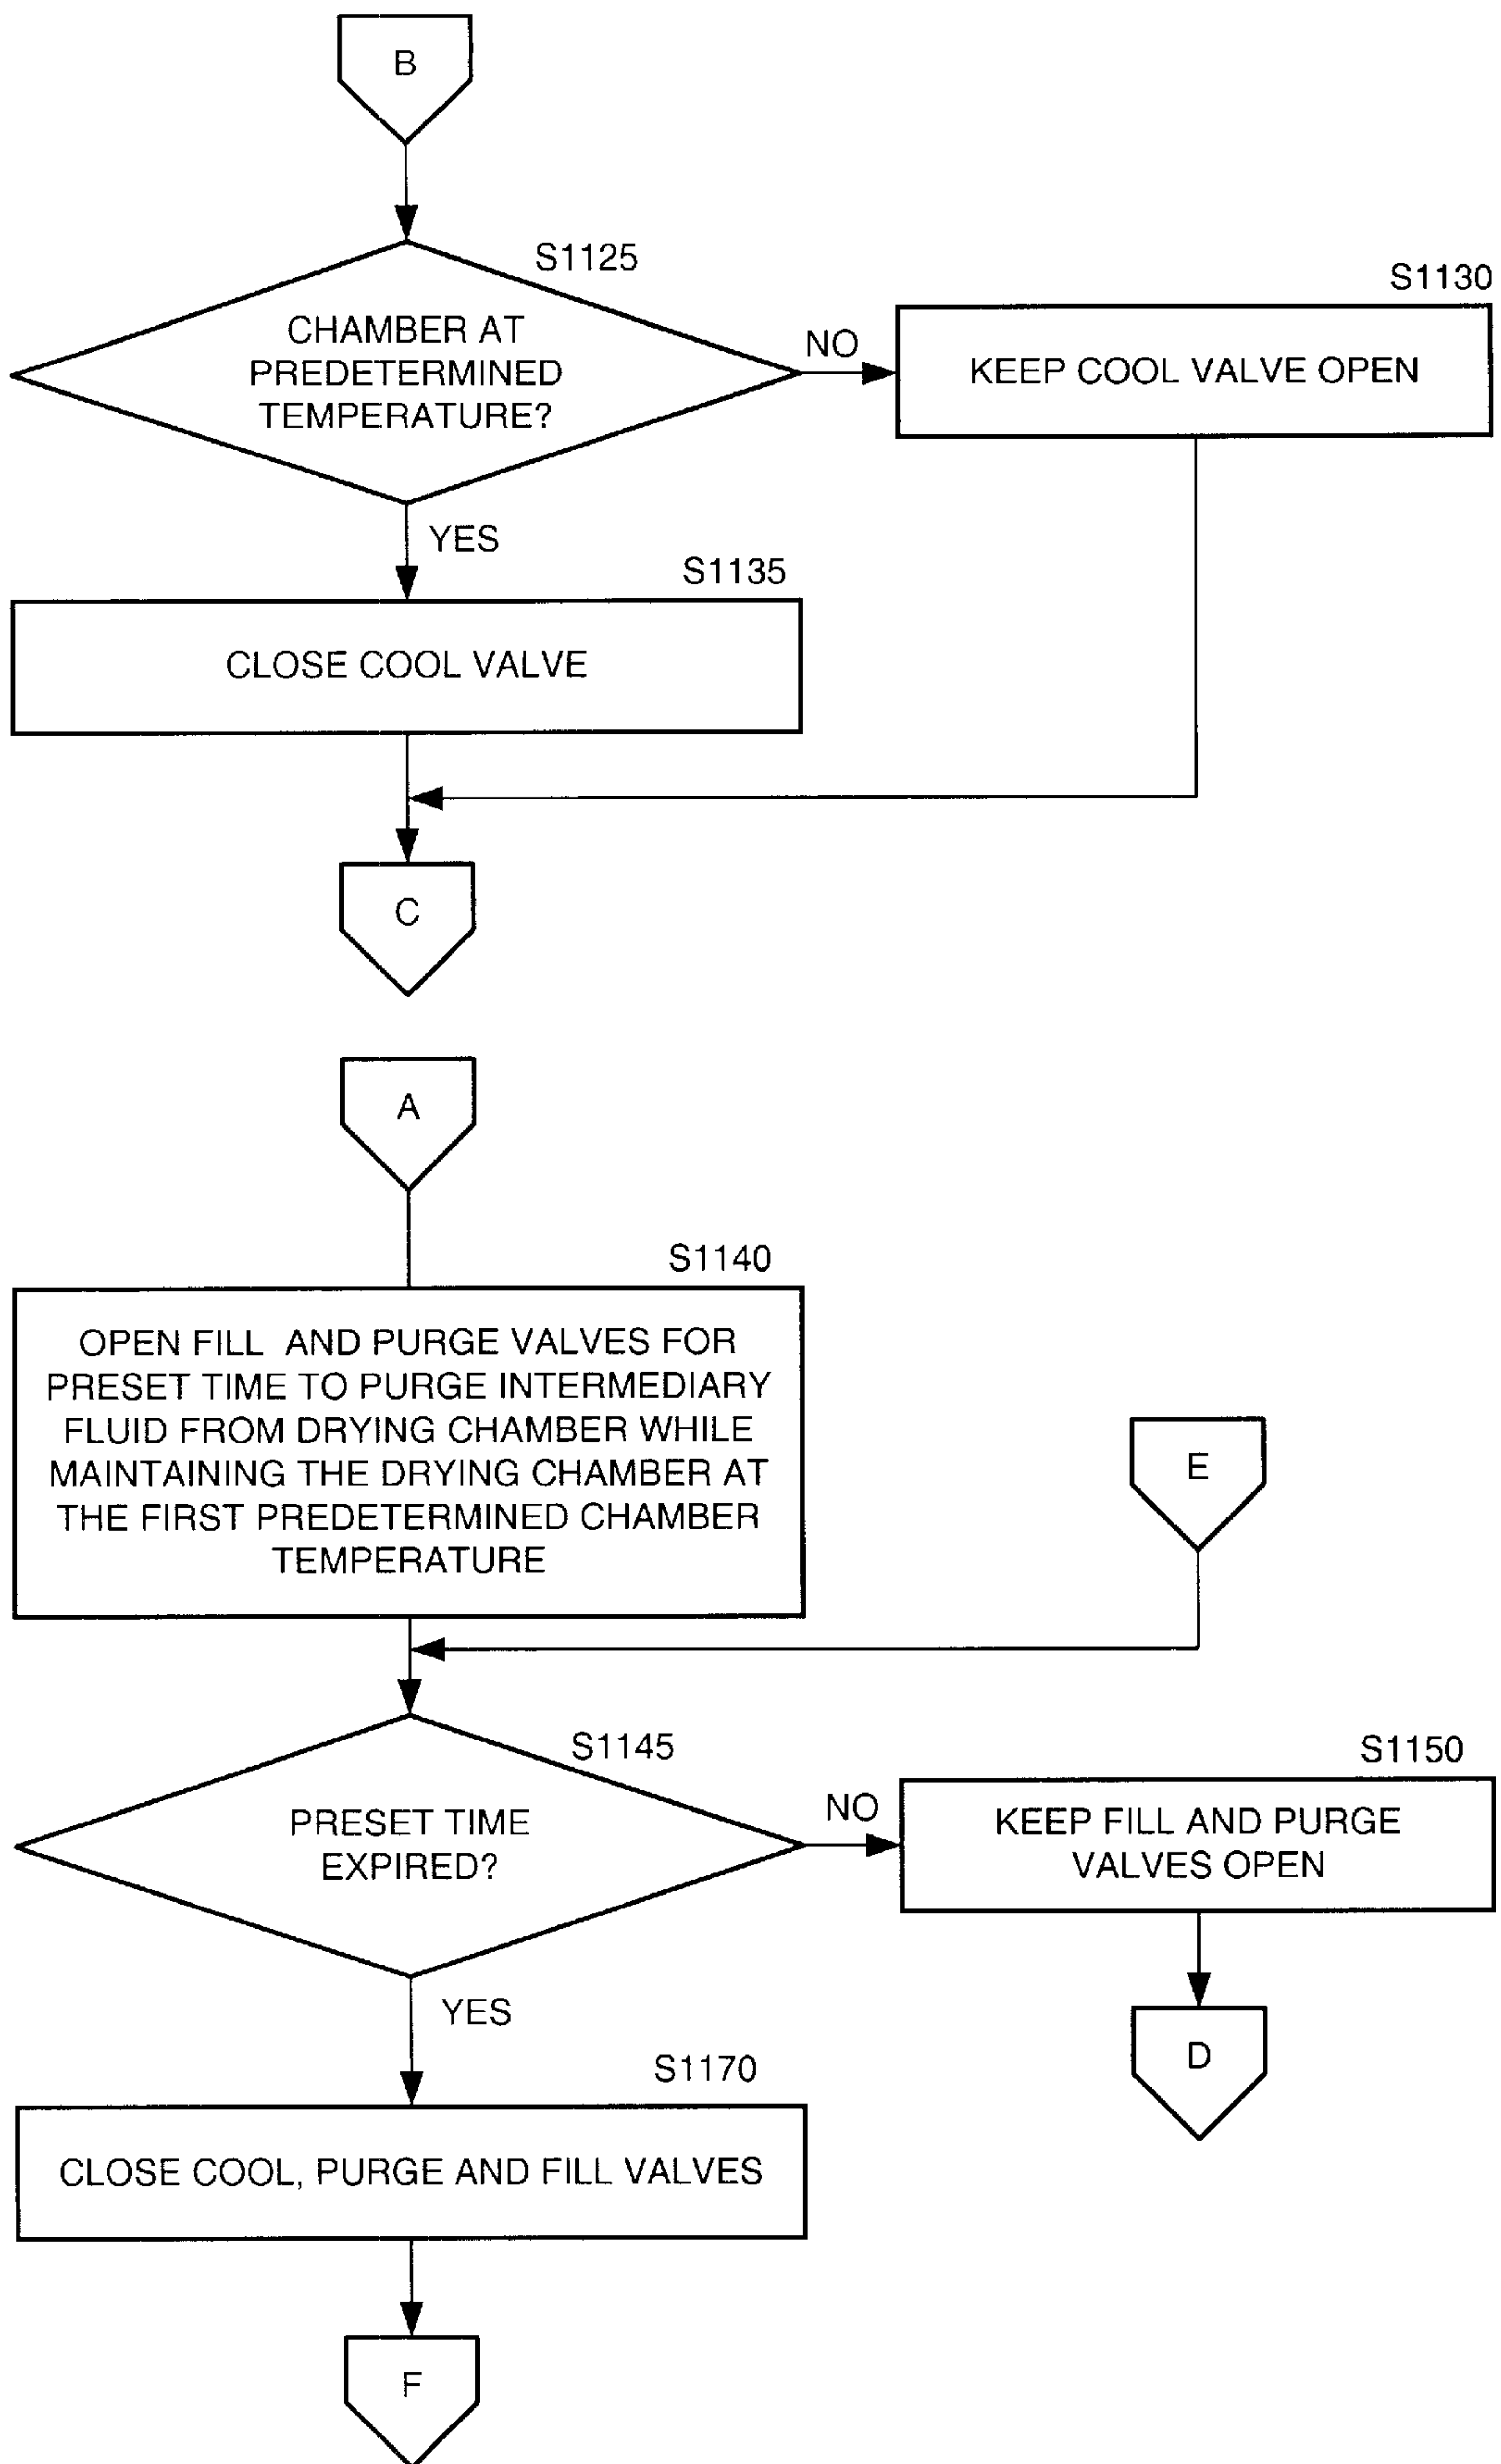 B
S1125
CHAMBER AT
PREDETERMINED
TEMPERATURE?
NO
S1130
KEEP COOL VALVE OPEN
YES
S1135
CLOSE COOL VALVE
C
A
S1140
OPEN FILL AND PURGE VALVES FOR
PRESET TIME TO PURGE INTERMEDIARY
FLUID FROM DRYING CHAMBER WHILE
MAINTAINING THE DRYING CHAMBER AT
THE FIRST PREDETERMINED CHAMBER
TEMPERATURE
E
S1145
PRESET TIME
EXPIRED?
NO
S1150
KEEP FILL AND PURGE
VALVES OPEN
D
YES
S1170
CLOSE COOL, PURGE AND FILL VALVES
F